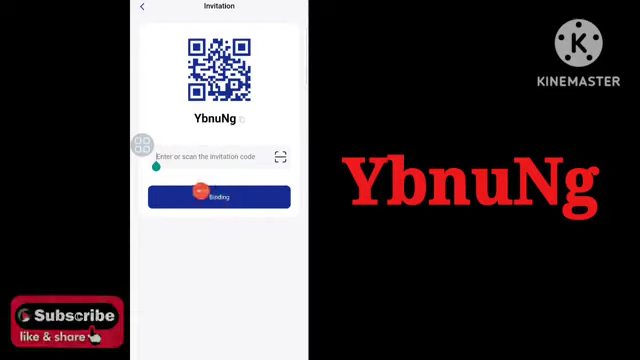 Invitation
YbnuNg
Enter or scan the invitation code
Binding
KINEMASTER
YbnuNg
Subscribe
like & share